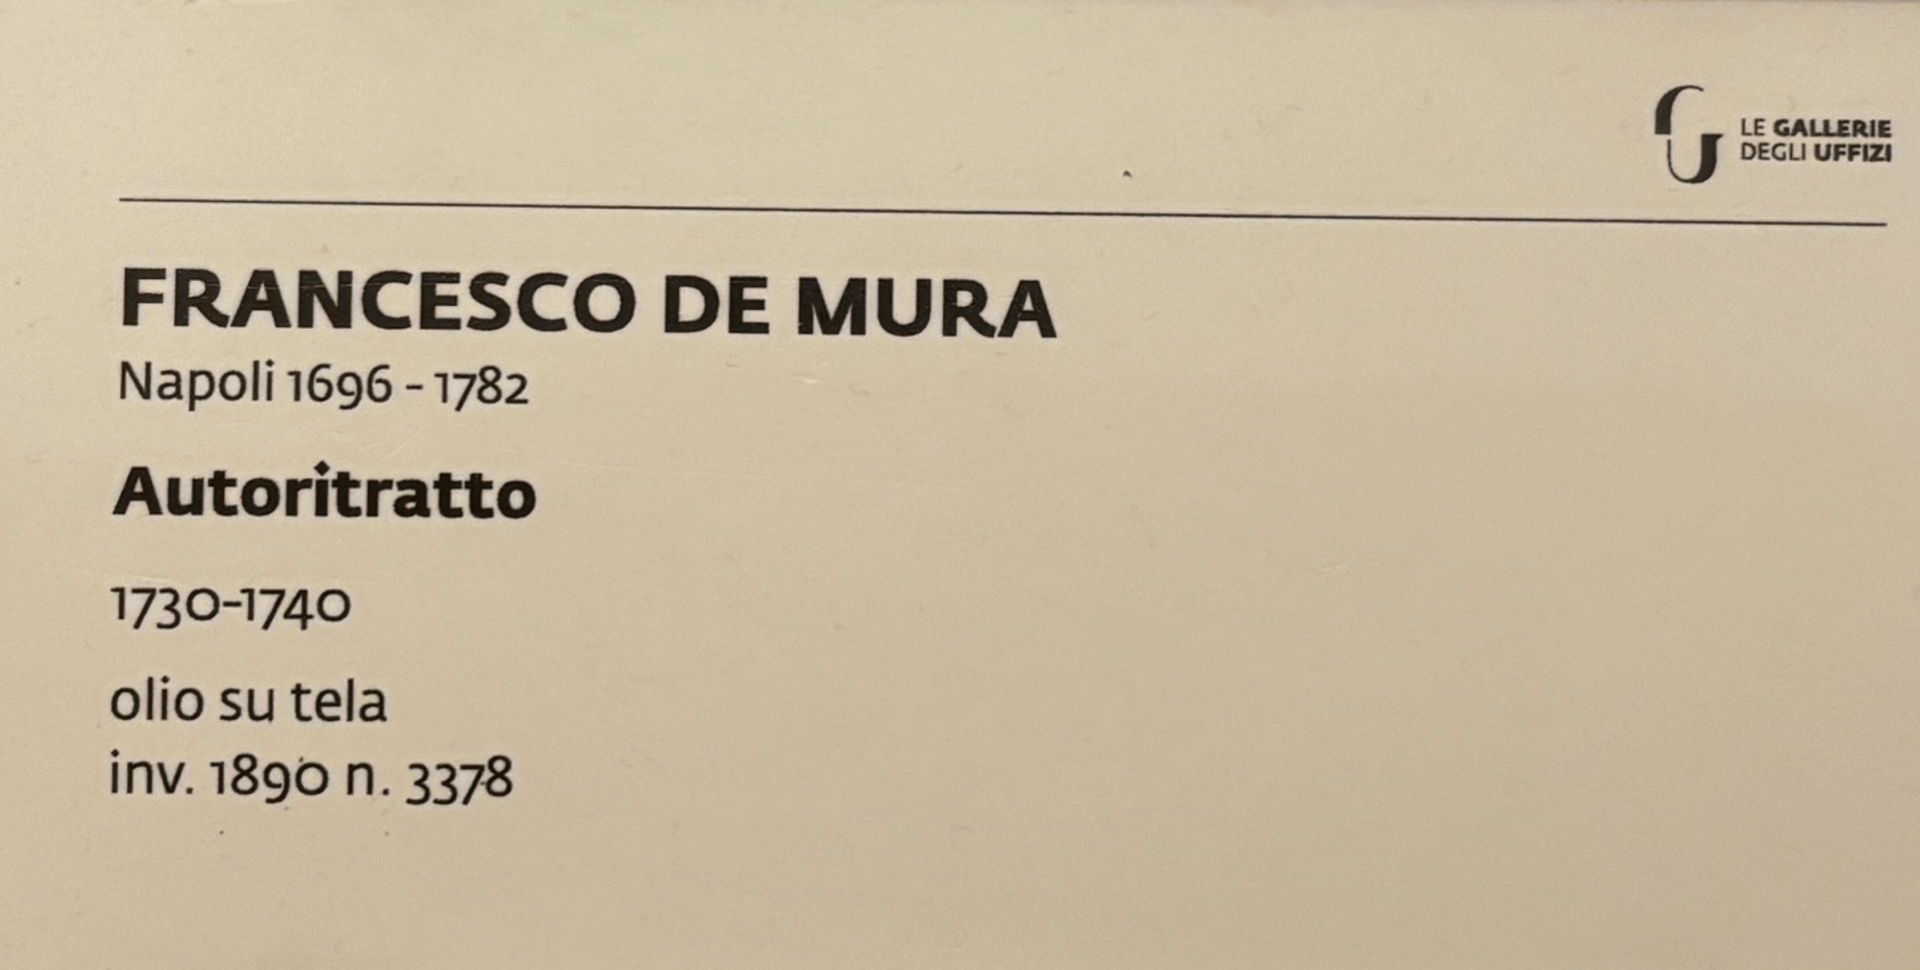 LE GALLERIE
DEGLI UFFIZI
FRANCESCO DE MURA
Napoli 1696 - 1782
Autoritratto
1730-1740
olio su tela
inv. 1890 n. 3378